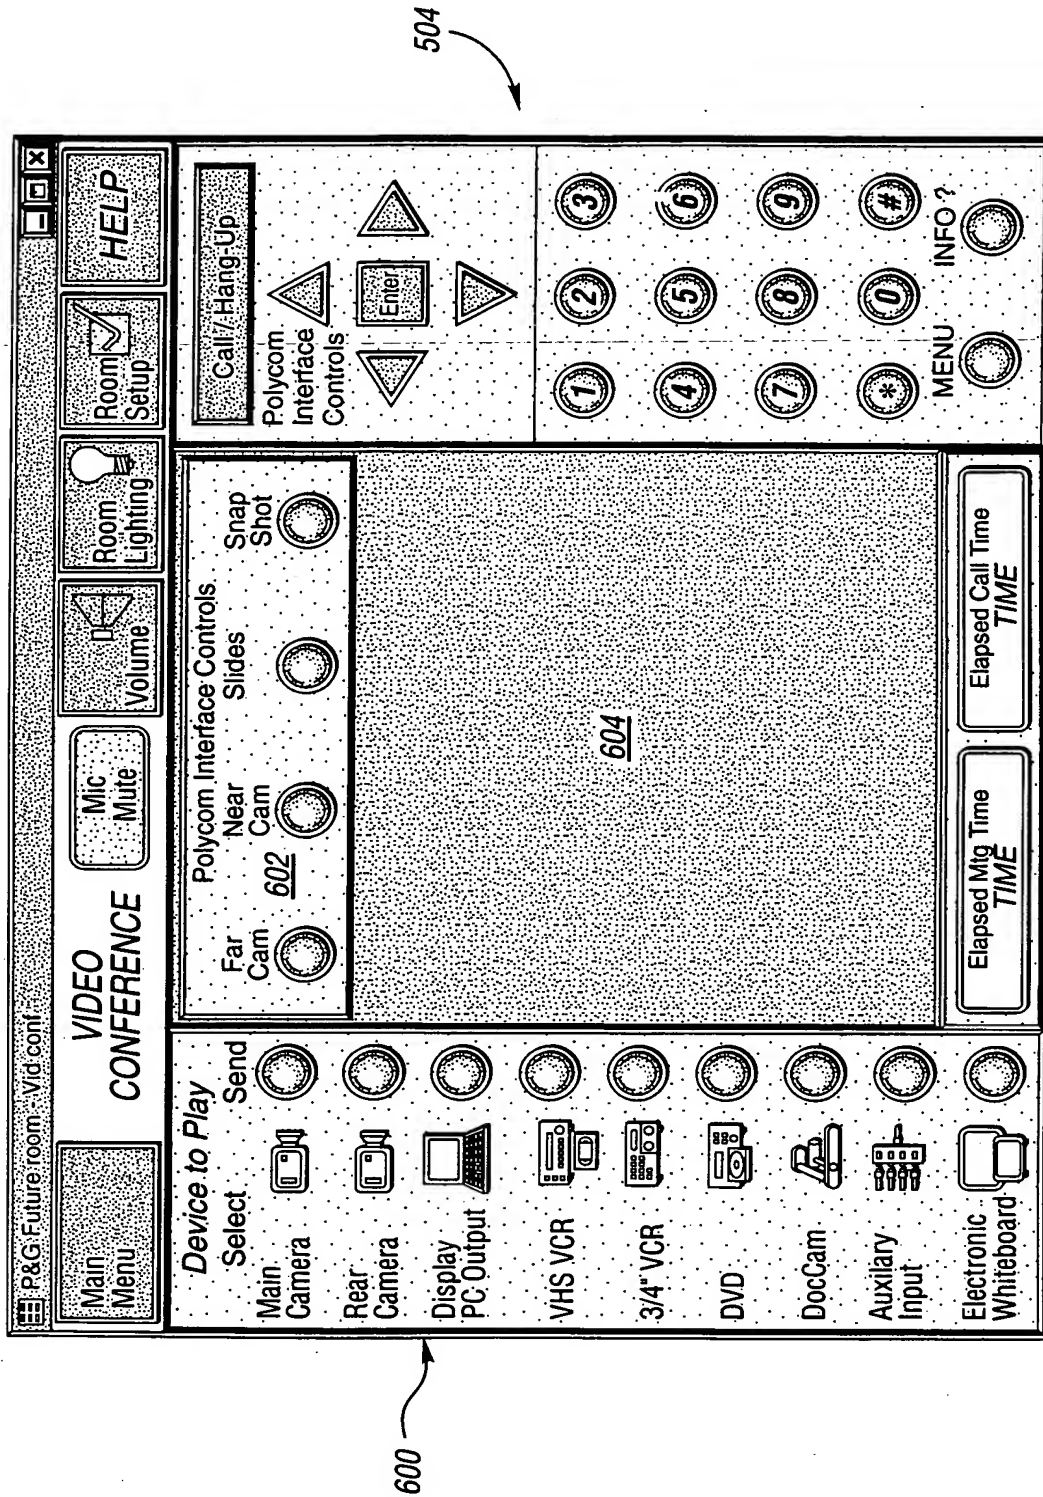 P&G Future room - Vid conf -
Main
Menu
VIDEO
CONFERENCE
Mic
Mute
Volume
Room
Lighting
Room
Setup
HELP
Device to Play
Select
Send
Main
Camera
Rear
Camera
Display
PC Output
VHS VCR
3/4" VCR
DVD
DocCam
Auxilary
Input
Electronic
Whiteboard
Polycom Interface Controls
Far
Cam
602
Near
Cam
Slides
Snap
Shot
604
Elapsed Mtg Time
TIME
Elapsed Call Time
TIME
Call / Hang-Up
Polycom
Interface
Controls
Enter
1 2 3
4 5 6
7 8 9
* 0 #
MENU INFO ?
600
504